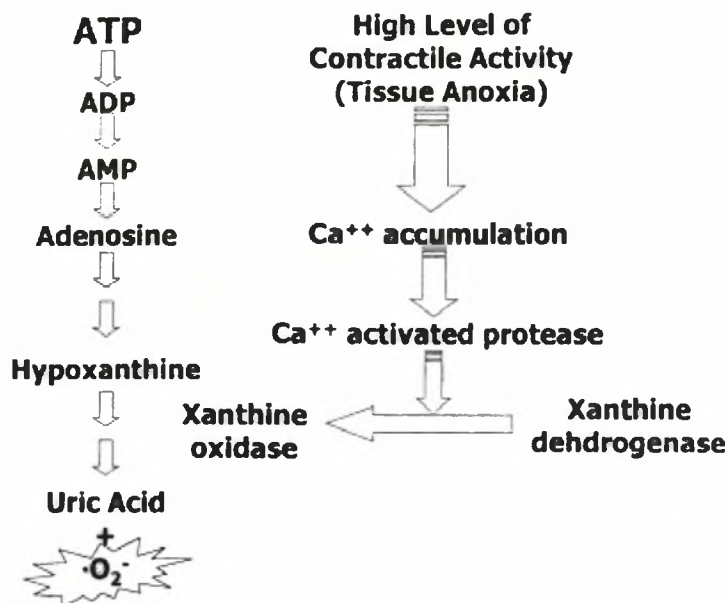 ATP
ADP
AMP
Adenosine
Hypoxanthine
Uric Acid
+
·O₂⁻
High Level of
Contractile Activity
(Tissue Anoxia)
Ca⁺⁺ accumulation
Ca⁺⁺ activated protease
Xanthine
oxidase
Xanthine
dehdrogenase